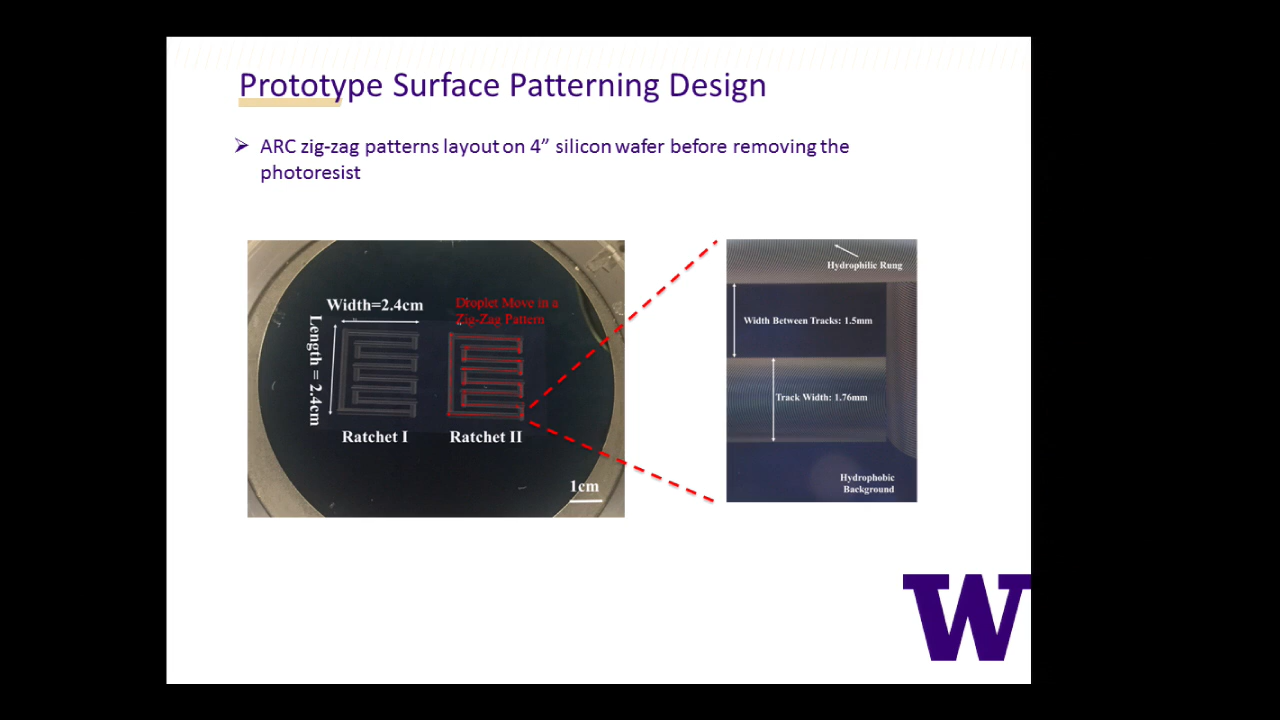 Prototype Surface Patterning Design
ARC zig-zag patterns layout on 4” silicon wafer before removing the
photoresist
Width=2.4cm
Length = 2.4cm
Droplet Move in a
Zig-Zag Pattern
Ratchet I
Ratchet II
1cm
Hydrophilic Rung
Width Between Tracks: 1.5mm
Track Width: 1.76mm
Hydrophobic
Background
W